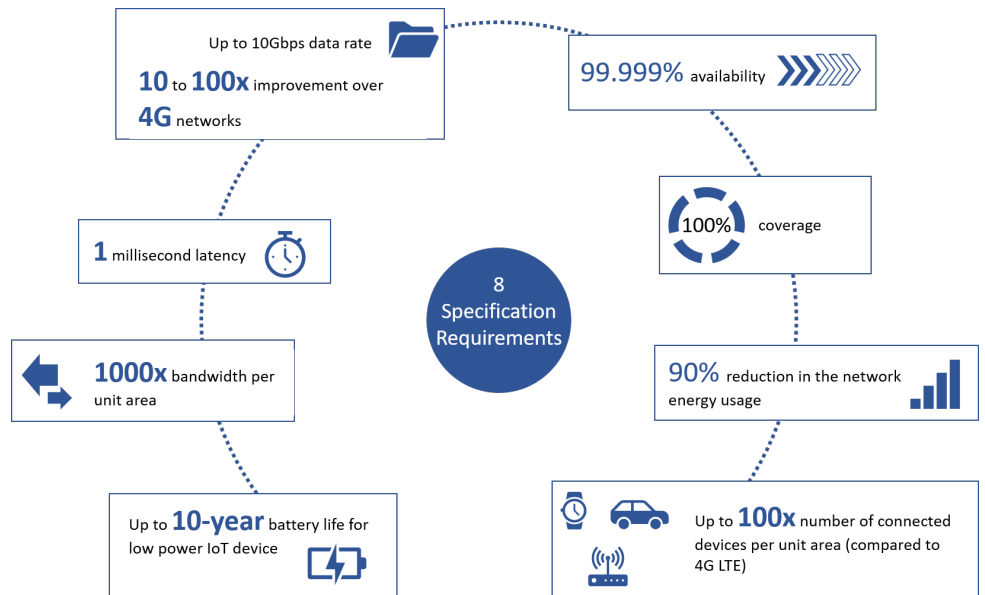 Up to 10Gbps data rate
10 to 100x improvement over
4G networks
99.999% availability
100% coverage
1 millisecond latency
8
Specification
Requirements
1000x bandwidth per
unit area
90% reduction in the network
energy usage
Up to 10-year battery life for
low power IoT device
Up to 100x number of connected
devices per unit area (compared to
4G LTE)